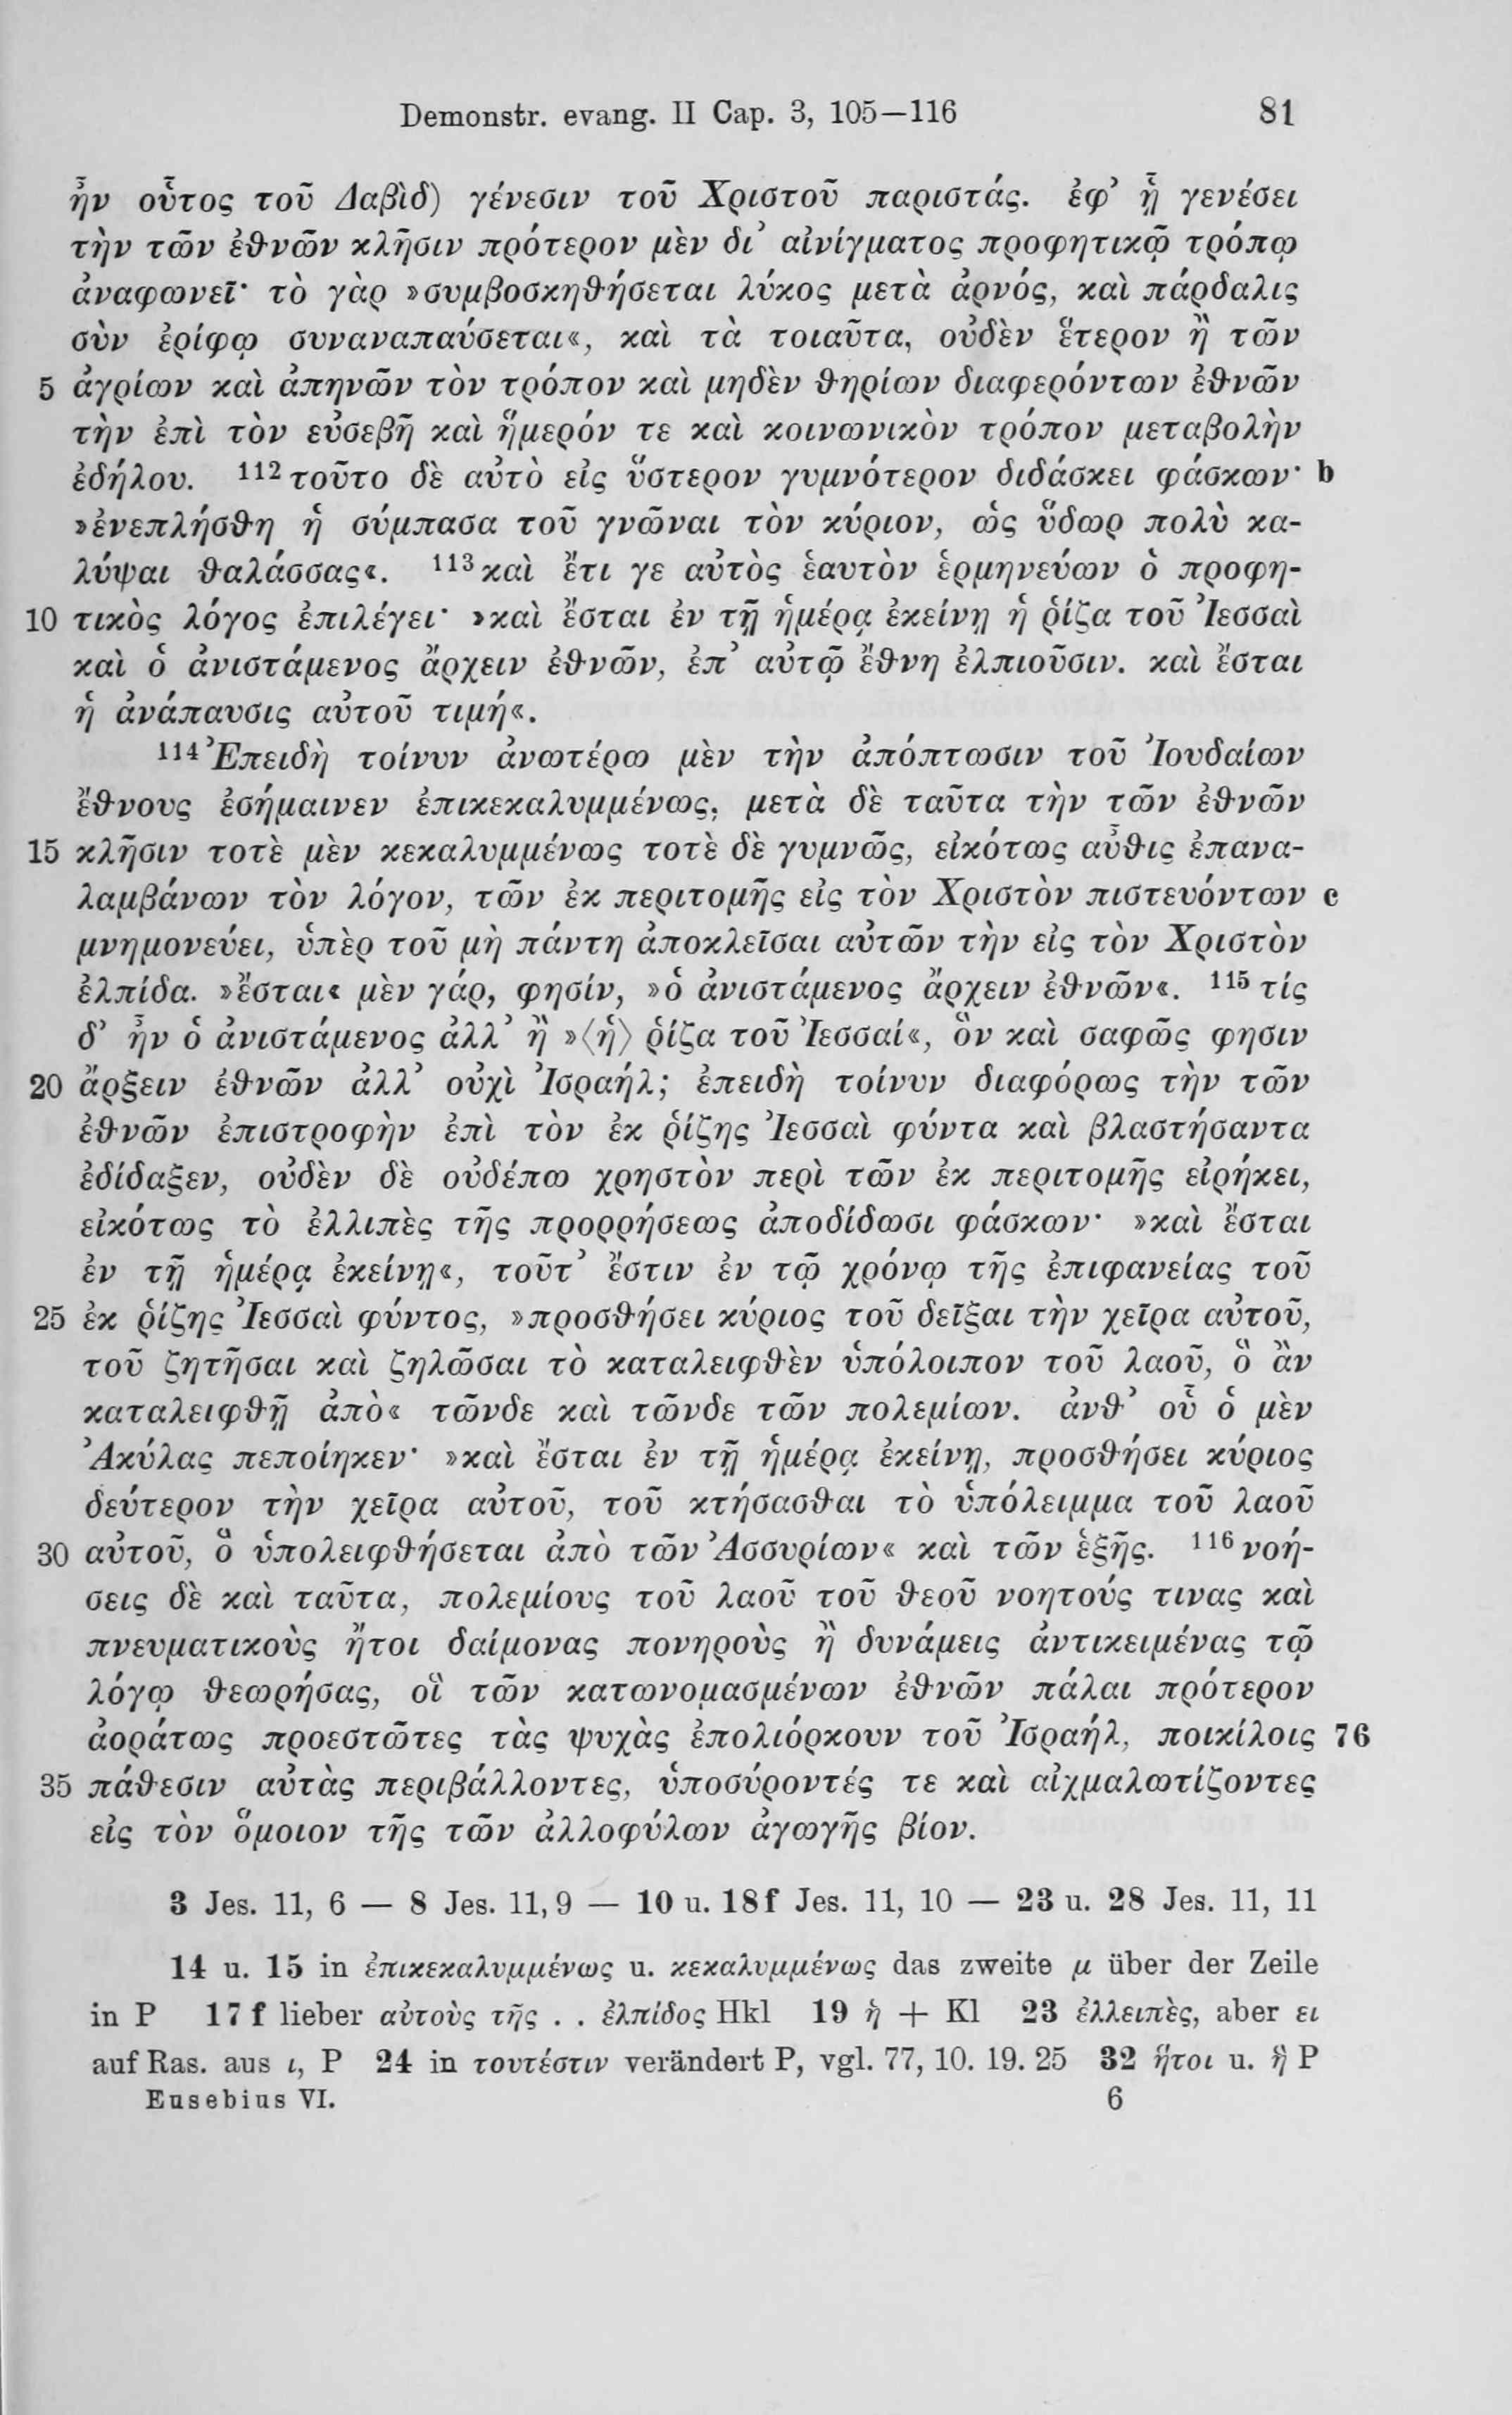 Demonstr. evang. II Cap. 3, 105—116 81
ἦν οὗτος τοῦ Δαβὶδ) γένεσιν τοῦ Χριστοῦ παριστάς. ἐφ’ ᾗ γενέσει
τὴν τῶν ἐθνῶν κλῆσιν πρότερον μὲν δι’ αἰνίγματος προφητικῷ τρόπῳ
ἀναφωνεῖ· τὸ γὰρ »συμβοσκηθήσεται λύκος μετὰ ἀρνός, καὶ πάρδαλις
σὺν ἐρίφῳ συναναπαύσεται«, καὶ τὰ τοιαῦτα, οὐδὲν ἕτερον ἢ τῶν
5 ἀγρίων καὶ ἀπηνῶν τὸν τρόπον καὶ μηδὲν θηρίων διαφερόντων ἐθνῶν
τὴν ἐπὶ τὸν εὐσεβῆ καὶ ἥμερόν τε καὶ κοινωνικὸν τρόπον μεταβολὴν
ἐδήλου. 112 τοῦτο δὲ αὐτὸ εἰς ὕστερον γυμνότερον διδάσκει φάσκων· b
»ἐνεπλήσθη ἡ σύμπασα τοῦ γνῶναι τὸν κύριον, ὡς ὕδωρ πολὺ κα-
λύψαι θαλάσσας«. 113 καὶ ἔτι γε αὐτὸς ἑαυτὸν ἑρμηνεύων ὁ προφη-
10 τικὸς λόγος ἐπιλέγει· »καὶ ἔσται ἐν τῇ ἡμέρᾳ ἐκείνῃ ἡ ῥίζα τοῦ Ἰεσσαὶ
καὶ ὁ ἀνιστάμενος ἄρχειν ἐθνῶν, ἐπ’ αὐτῷ ἔθνη ἐλπιοῦσιν. καὶ ἔσται
ἡ ἀνάπαυσις αὐτοῦ τιμή«.
114 Ἐπειδὴ τοίνυν ἀνωτέρω μὲν τὴν ἀπόπτωσιν τοῦ Ἰουδαίων
ἔθνους ἐσήμαινεν ἐπικεκαλυμμένως, μετὰ δὲ ταῦτα τὴν τῶν ἐθνῶν
15 κλῆσιν τοτὲ μὲν κεκαλυμμένως τοτὲ δὲ γυμνῶς, εἰκότως αὖθις ἐπανα-
λαμβάνων τὸν λόγον, τῶν ἐκ περιτομῆς εἰς τὸν Χριστὸν πιστευόντων c
μνημονεύει, ὑπὲρ τοῦ μὴ πάντη ἀποκλεῖσαι αὐτῶν τὴν εἰς τὸν Χριστὸν
ἐλπίδα. »ἔσται« μὲν γάρ, φησίν, »ὁ ἀνιστάμενος ἄρχειν ἐθνῶν«. 115 τίς
δ’ ἦν ὁ ἀνιστάμενος ἀλλ’ ἢ »⟨ἡ⟩ ῥίζα τοῦ Ἰεσσαί«, ὃν καὶ σαφῶς φησιν
20 ἄρξειν ἐθνῶν ἀλλ’ οὐχὶ Ἰσραήλ; ἐπειδὴ τοίνυν διαφόρως τὴν τῶν
ἐθνῶν ἐπιστροφὴν ἐπὶ τὸν ἐκ ῥίζης Ἰεσσαὶ φύντα καὶ βλαστήσαντα
ἐδίδαξεν, οὐδὲν δὲ οὐδέπω χρηστὸν περὶ τῶν ἐκ περιτομῆς εἰρήκει,
εἰκότως τὸ ἐλλιπὲς τῆς προρρήσεως ἀποδίδωσι φάσκων· »καὶ ἔσται
ἐν τῇ ἡμέρᾳ ἐκείνῃ«, τοῦτ’ ἔστιν ἐν τῷ χρόνῳ τῆς ἐπιφανείας τοῦ
25 ἐκ ῥίζης Ἰεσσαὶ φύντος, »προσθήσει κύριος τοῦ δεῖξαι τὴν χεῖρα αὐτοῦ,
τοῦ ζητῆσαι καὶ ζηλῶσαι τὸ καταλειφθὲν ὑπόλοιπον τοῦ λαοῦ, ὃ ἂν
καταλειφθῇ ἀπὸ« τῶνδε καὶ τῶνδε τῶν πολεμίων. ἀνθ’ οὗ ὁ μὲν
Ἀκύλας πεποίηκεν· »καὶ ἔσται ἐν τῇ ἡμέρᾳ ἐκείνῃ, προσθήσει κύριος
δεύτερον τὴν χεῖρα αὐτοῦ, τοῦ κτήσασθαι τὸ ὑπόλειμμα τοῦ λαοῦ
30 αὐτοῦ, ὃ ὑπολειφθήσεται ἀπὸ τῶν Ἀσσυρίων« καὶ τῶν ἑξῆς. 116 νοή-
σεις δὲ καὶ ταῦτα, πολεμίους τοῦ λαοῦ τοῦ θεοῦ νοητούς τινας καὶ
πνευματικοὺς ἤτοι δαίμονας πονηροὺς ἢ δυνάμεις ἀντικειμένας τῷ
λόγῳ θεωρήσας, οἳ τῶν κατωνομασμένων ἐθνῶν πάλαι πρότερον
ἀοράτως προεστῶτες τὰς ψυχὰς ἐπολιόρκουν τοῦ Ἰσραήλ, ποικίλοις 76
35 πάθεσιν αὐτὰς περιβάλλοντες, ὑποσύροντές τε καὶ αἰχμαλωτίζοντες
εἰς τὸν ὅμοιον τῆς τῶν ἀλλοφύλων ἀγωγῆς βίον.
3 Jes. 11, 6 — 8 Jes. 11, 9 — 10 u. 18f Jes. 11, 10 — 23 u. 28 Jes. 11, 11
14 u. 15 in ἐπικεκαλυμμένως u. κεκαλυμμένως das zweite μ über der Zeile
in P 17 f lieber αὐτοὺς τῆς . . ἐλπίδος Hkl 19 ἡ + Kl 23 ἐλλειπὲς, aber ει
auf Ras. aus ι, P 24 in τουτέστιν verändert P, vgl. 77, 10. 19. 25 32 ἤτοι u. ἢ P
Eusebius VI. 6